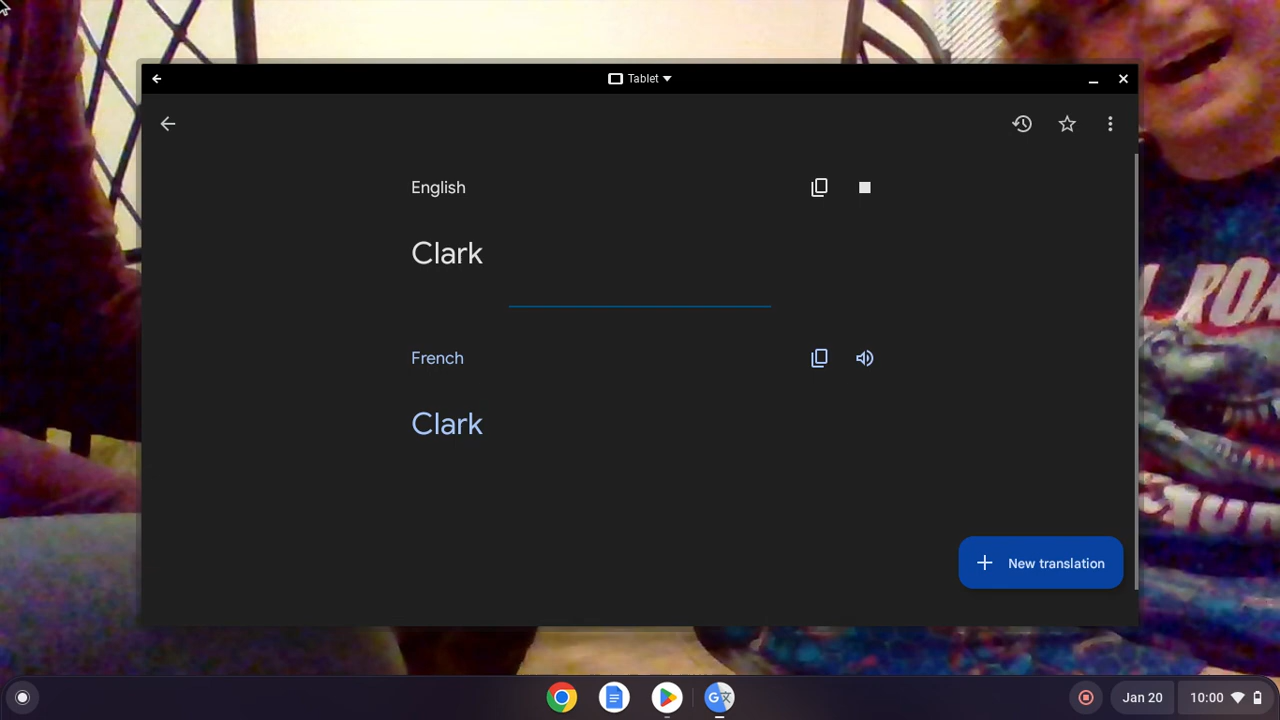 Tablet
English
Clark
French
Clark
New translation
Jan 20
10:00